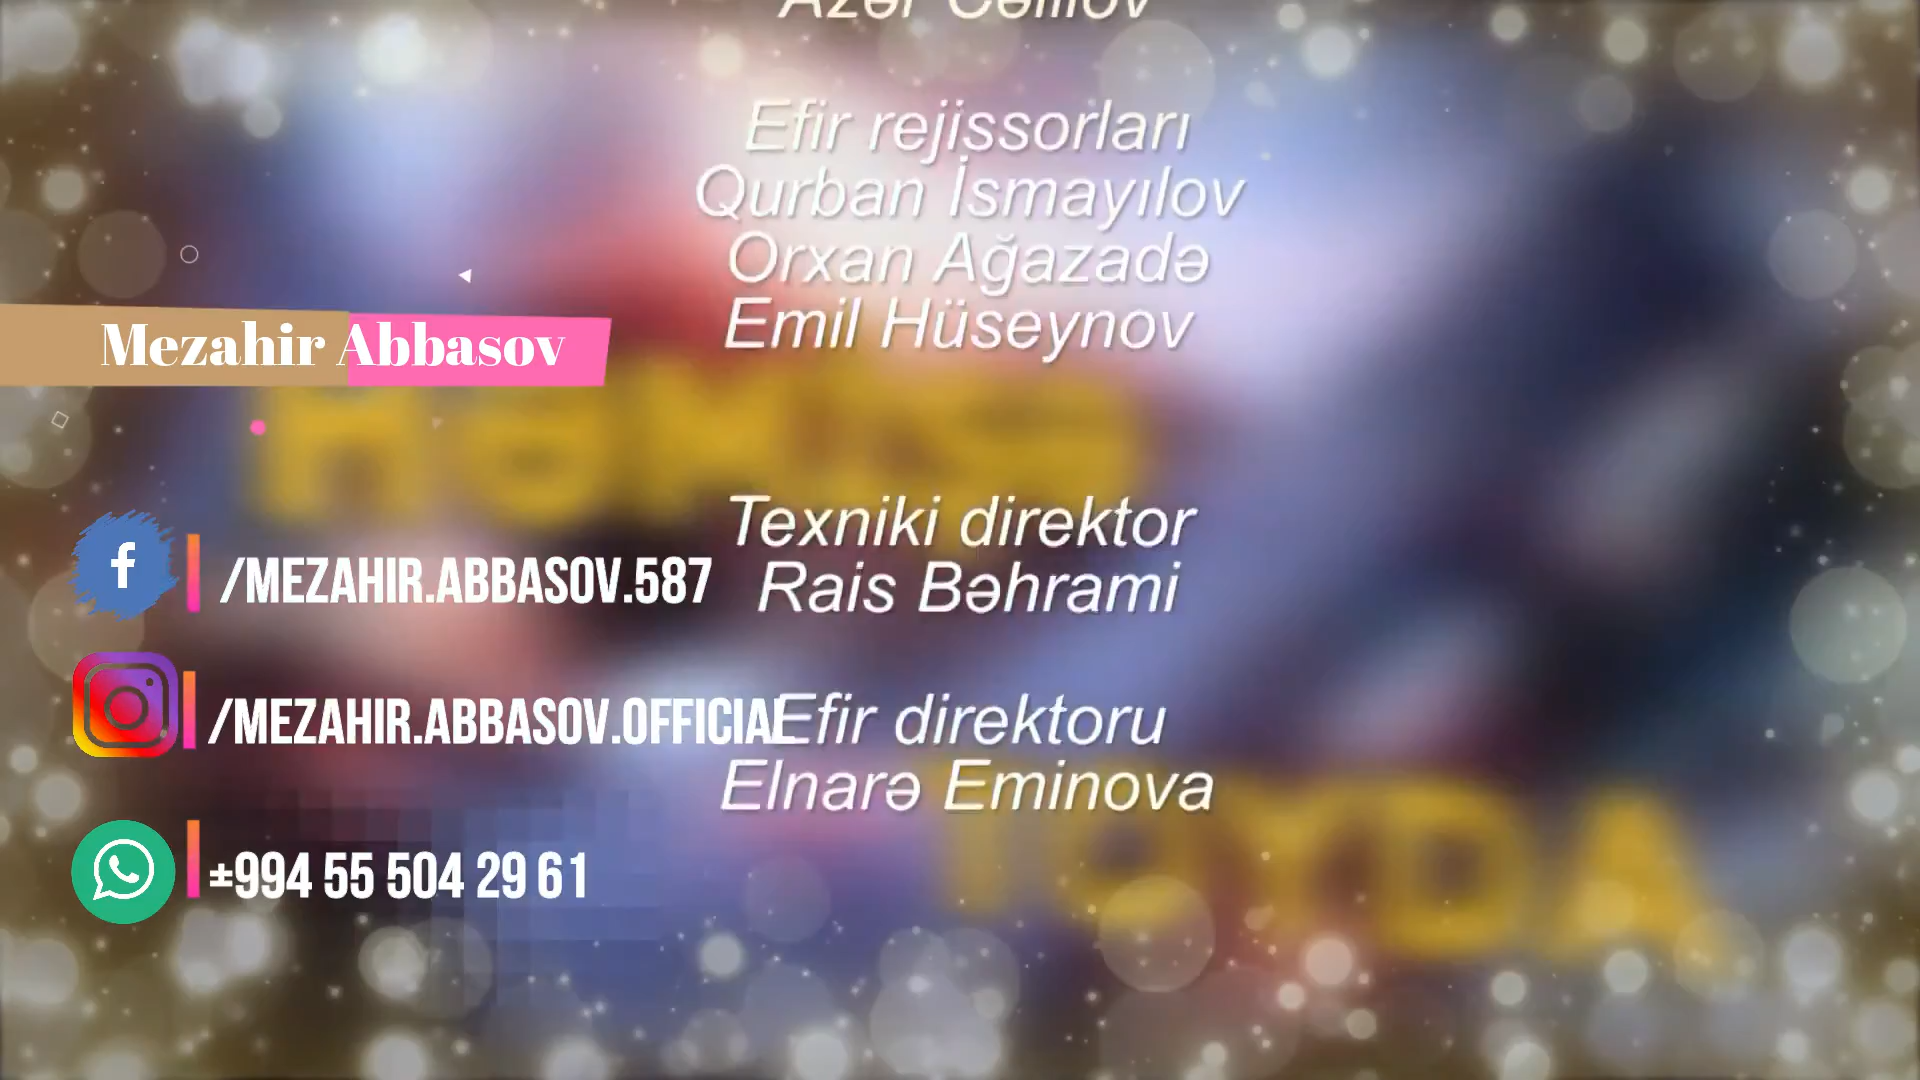 Efir rejissorları
Qurban İsmayılov
Orxan Ağazadə
Emil Hüseynov
Mezahir Abbasov
Texniki direktor
Rais Bəhrami
/MEZAHIR.ABBASOV.587
Efir direktoru
Elnarə Eminova
/MEZAHIR.ABBASOV.OFFICIAL
±994 55 504 29 61
TOYDA